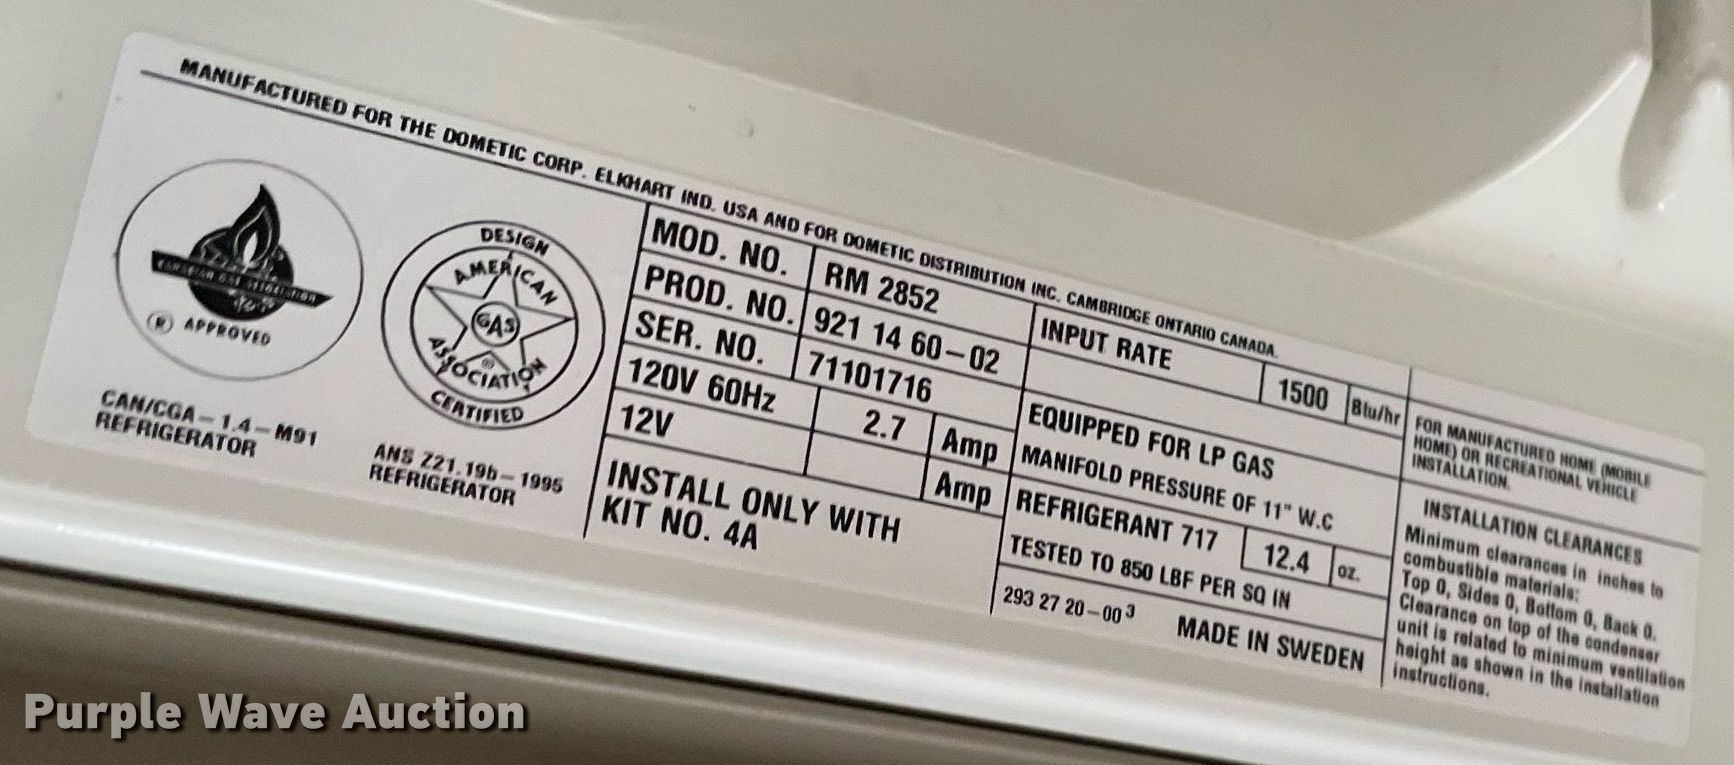 MANUFACTURED FOR THE DOMETIC CORP. ELKHART IND. USA AND FOR DOMETIC DISTRIBUTION INC. CAMBRIDGE ONTARIO CANADA.
CANADIAN GAS ASSOCIATION
® APPROVED
CAN/CGA-1.4-M91
REFRIGERATOR
DESIGN
AMERICAN
GAS
®
ASSOCIATION
CERTIFIED
ANS Z21.19b-1995
REFRIGERATOR
MOD. NO. RM 2852
PROD. NO. 921 14 60-02
SER. NO. 71101716
120V 60Hz 2.7 Amp
12V Amp
INSTALL ONLY WITH
KIT NO. 4A
INPUT RATE 1500 Btu/hr
EQUIPPED FOR LP GAS
MANIFOLD PRESSURE OF 11" W.C
REFRIGERANT 717 12.4 oz.
TESTED TO 850 LBF PER SQ IN
293 27 20-00 3 MADE IN SWEDEN
FOR MANUFACTURED HOME (MOBILE
HOME) OR RECREATIONAL VEHICLE
INSTALLATION.
INSTALLATION CLEARANCES
Minimum clearances in inches to
combustible materials:
Top 0, Sides 0, Bottom 0, Back 0.
Clearance on top of the condenser
unit is related to minimum ventilation
height as shown in the installation
instructions.
Purple Wave Auction